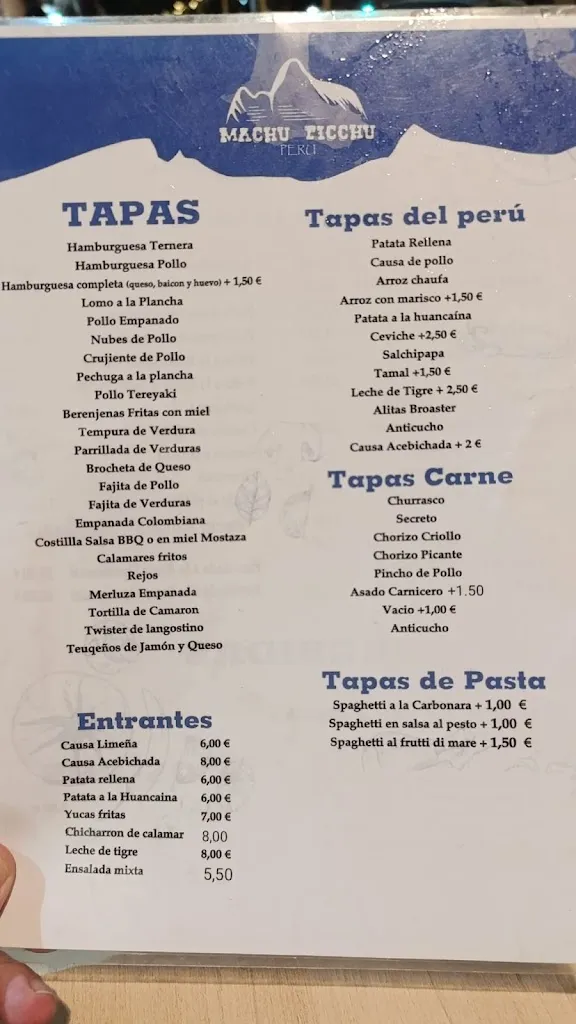 MACHU PICCHU
PERÚ
TAPAS
Hamburguesa Ternera
Hamburguesa Pollo
Hamburguesa completa (queso, baicon y huevo) + 1,50 €
Lomo a la Plancha
Pollo Empanado
Nubes de Pollo
Crujiente de Pollo
Pechuga a la plancha
Pollo Tereyaki
Berenjenas Fritas con miel
Tempura de Verdura
Parrillada de Verduras
Brocheta de Queso
Fajita de Pollo
Fajita de Verduras
Empanada Colombiana
Costillla Salsa BBQ o en miel Mostaza
Calamares fritos
Rejos
Merluza Empanada
Tortilla de Camaron
Twister de langostino
Teuqeños de Jamón y Queso
Entrantes
Causa Limeña 6,00 €
Causa Acebichada 8,00 €
Patata rellena 6,00 €
Patata a la Huancaina 6,00 €
Yucas fritas 7,00 €
Chicharron de calamar 8,00
Leche de tigre 8,00 €
Ensalada mixta 5,50
Tapas del perú
Patata Rellena
Causa de pollo
Arroz chaufa
Arroz con marisco +1,50 €
Patata a la huancaína
Ceviche +2,50 €
Salchipapa
Tamal +1,50 €
Leche de Tigre + 2,50 €
Alitas Broaster
Anticucho
Causa Acebichada + 2 €
Tapas Carne
Churrasco
Secreto
Chorizo Criollo
Chorizo Picante
Pincho de Pollo
Asado Carnicero +1.50
Vacio +1,00 €
Anticucho
Tapas de Pasta
Spaghetti a la Carbonara + 1,00 €
Spaghetti en salsa al pesto + 1,00 €
Spaghetti al frutti di mare + 1,50 €